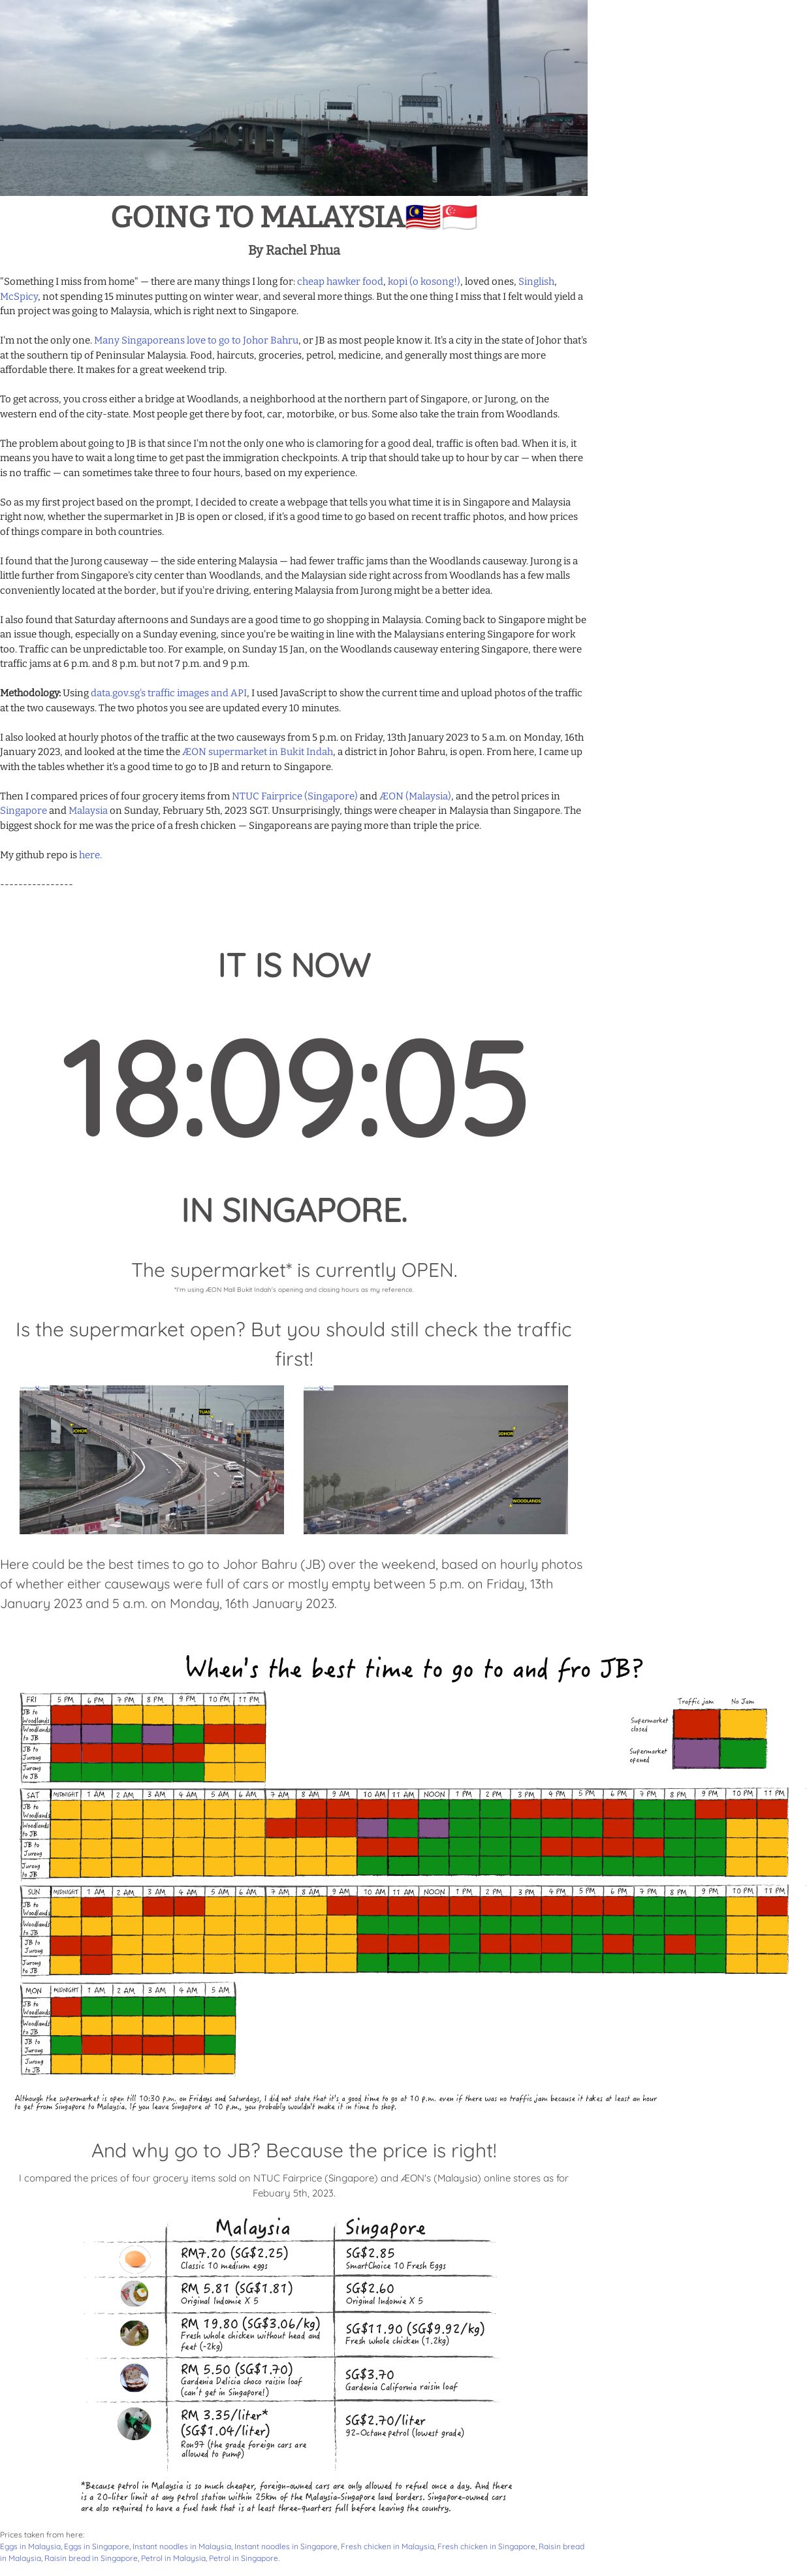 GOING TO MALAYSIA🇲🇾🇸🇬
By Rachel Phua
"Something I miss from home" — there are many things I long for: cheap hawker food, kopi (o kosong!), loved ones, Singlish,
McSpicy, not spending 15 minutes putting on winter wear, and several more things. But the one thing I miss that I felt would yield a
fun project was going to Malaysia, which is right next to Singapore.
I'm not the only one. Many Singaporeans love to go to Johor Bahru, or JB as most people know it. It's a city in the state of Johor that's
at the southern tip of Peninsular Malaysia. Food, haircuts, groceries, petrol, medicine, and generally most things are more
affordable there. It makes for a great weekend trip.
To get across, you cross either a bridge at Woodlands, a neighborhood at the northern part of Singapore, or Jurong, on the
western end of the city-state. Most people get there by foot, car, motorbike, or bus. Some also take the train from Woodlands.
The problem about going to JB is that since I'm not the only one who is clamoring for a good deal, traffic is often bad. When it is, it
means you have to wait a long time to get past the immigration checkpoints. A trip that should take up to hour by car — when there
is no traffic — can sometimes take three to four hours, based on my experience.
So as my first project based on the prompt, I decided to create a webpage that tells you what time it is in Singapore and Malaysia
right now, whether the supermarket in JB is open or closed, if it's a good time to go based on recent traffic photos, and how prices
of things compare in both countries.
I found that the Jurong causeway — the side entering Malaysia — had fewer traffic jams than the Woodlands causeway. Jurong is a
little further from Singapore's city center than Woodlands, and the Malaysian side right across from Woodlands has a few malls
conveniently located at the border, but if you're driving, entering Malaysia from Jurong might be a better idea.
I also found that Saturday afternoons and Sundays are a good time to go shopping in Malaysia. Coming back to Singapore might be
an issue though, especially on a Sunday evening, since you're be waiting in line with the Malaysians entering Singapore for work
too. Traffic can be unpredictable too. For example, on Sunday 15 Jan, on the Woodlands causeway entering Singapore, there were
traffic jams at 6 p.m. and 8 p.m. but not 7 p.m. and 9 p.m.
Methodology: Using data.gov.sg's traffic images and API, I used JavaScript to show the current time and upload photos of the traffic
at the two causeways. The two photos you see are updated every 10 minutes.
I also looked at hourly photos of the traffic at the two causeways from 5 p.m. on Friday, 13th January 2023 to 5 a.m. on Monday, 16th
January 2023, and looked at the time the ÆON supermarket in Bukit Indah, a district in Johor Bahru, is open. From here, I came up
with the tables whether it's a good time to go to JB and return to Singapore.
Then I compared prices of four grocery items from NTUC Fairprice (Singapore) and ÆON (Malaysia), and the petrol prices in
Singapore and Malaysia on Sunday, February 5th, 2023 SGT. Unsurprisingly, things were cheaper in Malaysia than Singapore. The
biggest shock for me was the price of a fresh chicken — Singaporeans are paying more than triple the price.
My github repo is here.
----------------
IT IS NOW
18:09:05
IN SINGAPORE.
The supermarket* is currently OPEN.
*I'm using ÆON Mall Bukit Indah's opening and closing hours as my reference.
Is the supermarket open? But you should still check the traffic
first!
TUAS
JOHOR
JOHOR
WOODLANDS
Here could be the best times to go to Johor Bahru (JB) over the weekend, based on hourly photos
of whether either causeways were full of cars or mostly empty between 5 p.m. on Friday, 13th
January 2023 and 5 a.m. on Monday, 16th January 2023.
When's the best time to go to and fro JB?
Traffic jam No Jam
Supermarket closed
Supermarket opened
FRI 5 PM 6 PM 7 PM 8 PM 9 PM 10 PM 11 PM
JB to Woodlands
Woodlands to JB
JB to Jurong
Jurong to JB
SAT MIDNIGHT 1 AM 2 AM 3 AM 4 AM 5 AM 6 AM 7 AM 8 AM 9 AM 10 AM 11 AM NOON 1 PM 2 PM 3 PM 4 PM 5 PM 6 PM 7 PM 8 PM 9 PM 10 PM 11 PM
JB to Woodlands
Woodlands to JB
JB to Jurong
Jurong to JB
SUN MIDNIGHT 1 AM 2 AM 3 AM 4 AM 5 AM 6 AM 7 AM 8 AM 9 AM 10 AM 11 AM NOON 1 PM 2 PM 3 PM 4 PM 5 PM 6 PM 7 PM 8 PM 9 PM 10 PM 11 PM
JB to Woodlands
Woodlands to JB
JB to Jurong
Jurong to JB
MON MIDNIGHT 1 AM 2 AM 3 AM 4 AM 5 AM
JB to Woodlands
Woodlands to JB
JB to Jurong
Jurong to JB
Although the supermarket is open till 10:30 p.m. on Fridays and Saturdays, I did not state that it's a good time to go at 10 p.m. even if there was no traffic jam because it takes at least an hour
to get from Singapore to Malaysia. If you leave Singapore at 10 p.m., you probably wouldn't make it in time to shop.
And why go to JB? Because the price is right!
I compared the prices of four grocery items sold on NTUC Fairprice (Singapore) and ÆON's (Malaysia) online stores as for
Febuary 5th, 2023.
Malaysia Singapore
RM7.20 (SG$2.25) SG$2.85
Classic 10 medium eggs SmartChoice 10 Fresh Eggs
RM 5.81 (SG$1.81) SG$2.60
Original Indomie X 5 Original Indomie X 5
RM 19.80 (SG$3.06/kg) SG$11.90 (SG$9.92/kg)
Fresh whole chicken without head and Fresh whole chicken (1.2kg)
feet (~2kg)
RM 5.50 (SG$1.70) SG$3.70
Gardenia Delicia choco raisin loaf Gardenia California raisin loaf
(can't get in Singapore!)
RM 3.35/liter* SG$2.70/liter
(SG$1.04/liter) 92-Octane petrol (lowest grade)
Ron97 (the grade foreign cars are
allowed to pump)
*Because petrol in Malaysia is so much cheaper, foreign-owned cars are only allowed to refuel once a day. And there
is a 20-liter limit at any petrol station within 25km of the Malaysia-Singapore land borders. Singapore-owned cars
are also required to have a fuel tank that is at least three-quarters full before leaving the country.
Prices taken from here:
Eggs in Malaysia, Eggs in Singapore, Instant noodles in Malaysia, Instant noodles in Singapore, Fresh chicken in Malaysia, Fresh chicken in Singapore, Raisin bread
in Malaysia, Raisin bread in Singapore, Petrol in Malaysia, Petrol in Singapore.